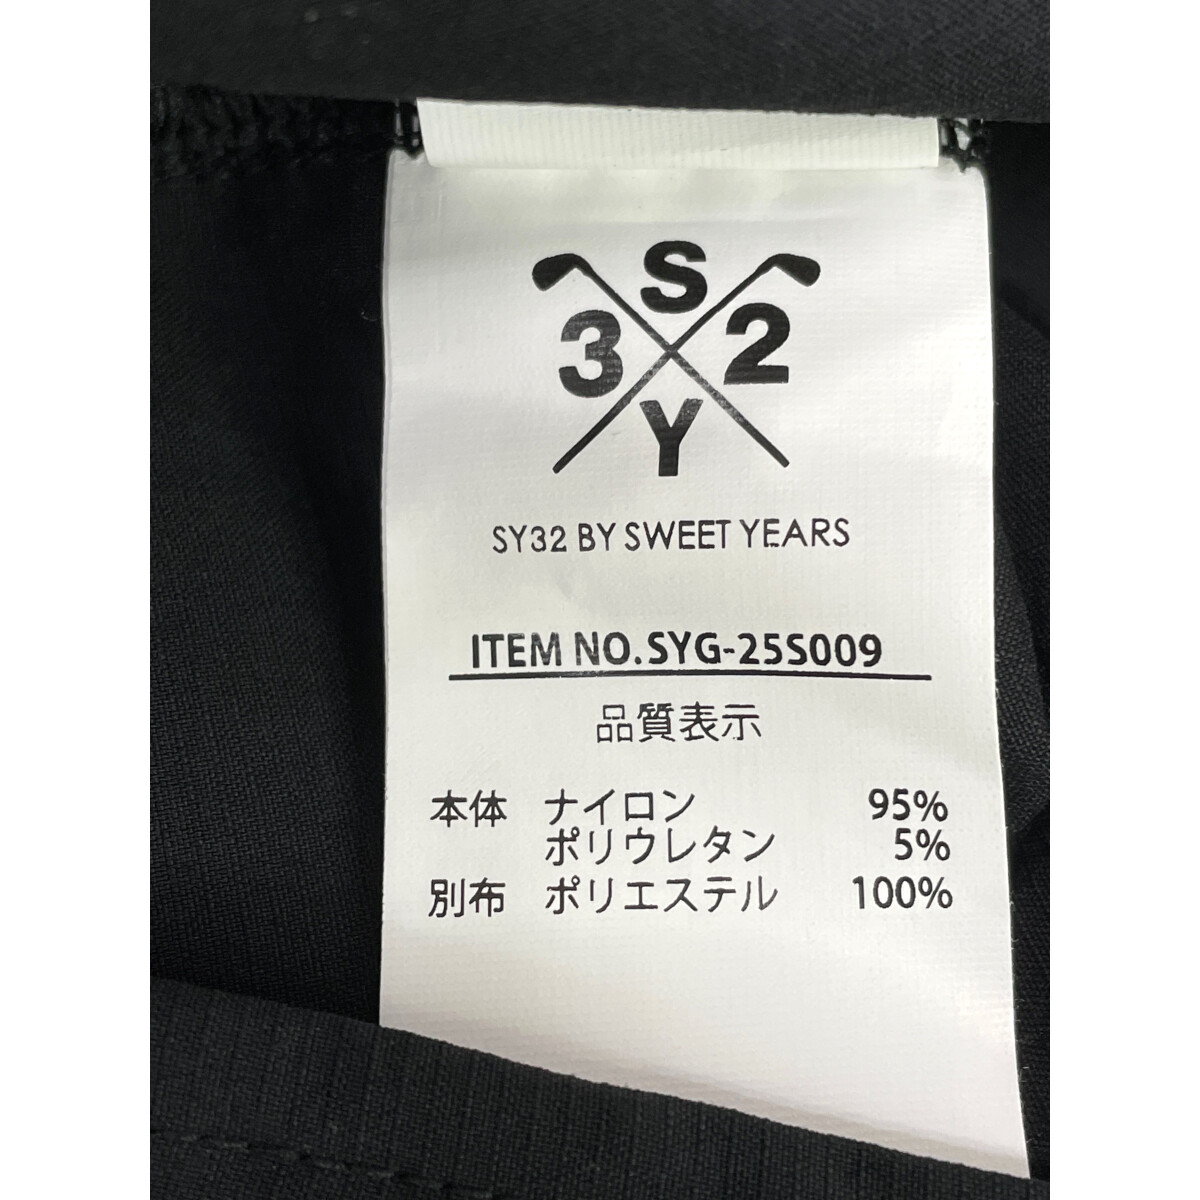 S
3 2
Y
SY32 BY SWEET YEARS
ITEM NO. SYG-25S009
品質表示
本体 ナイロン 95%
ポリウレタン 5%
別布 ポリエステル 100%